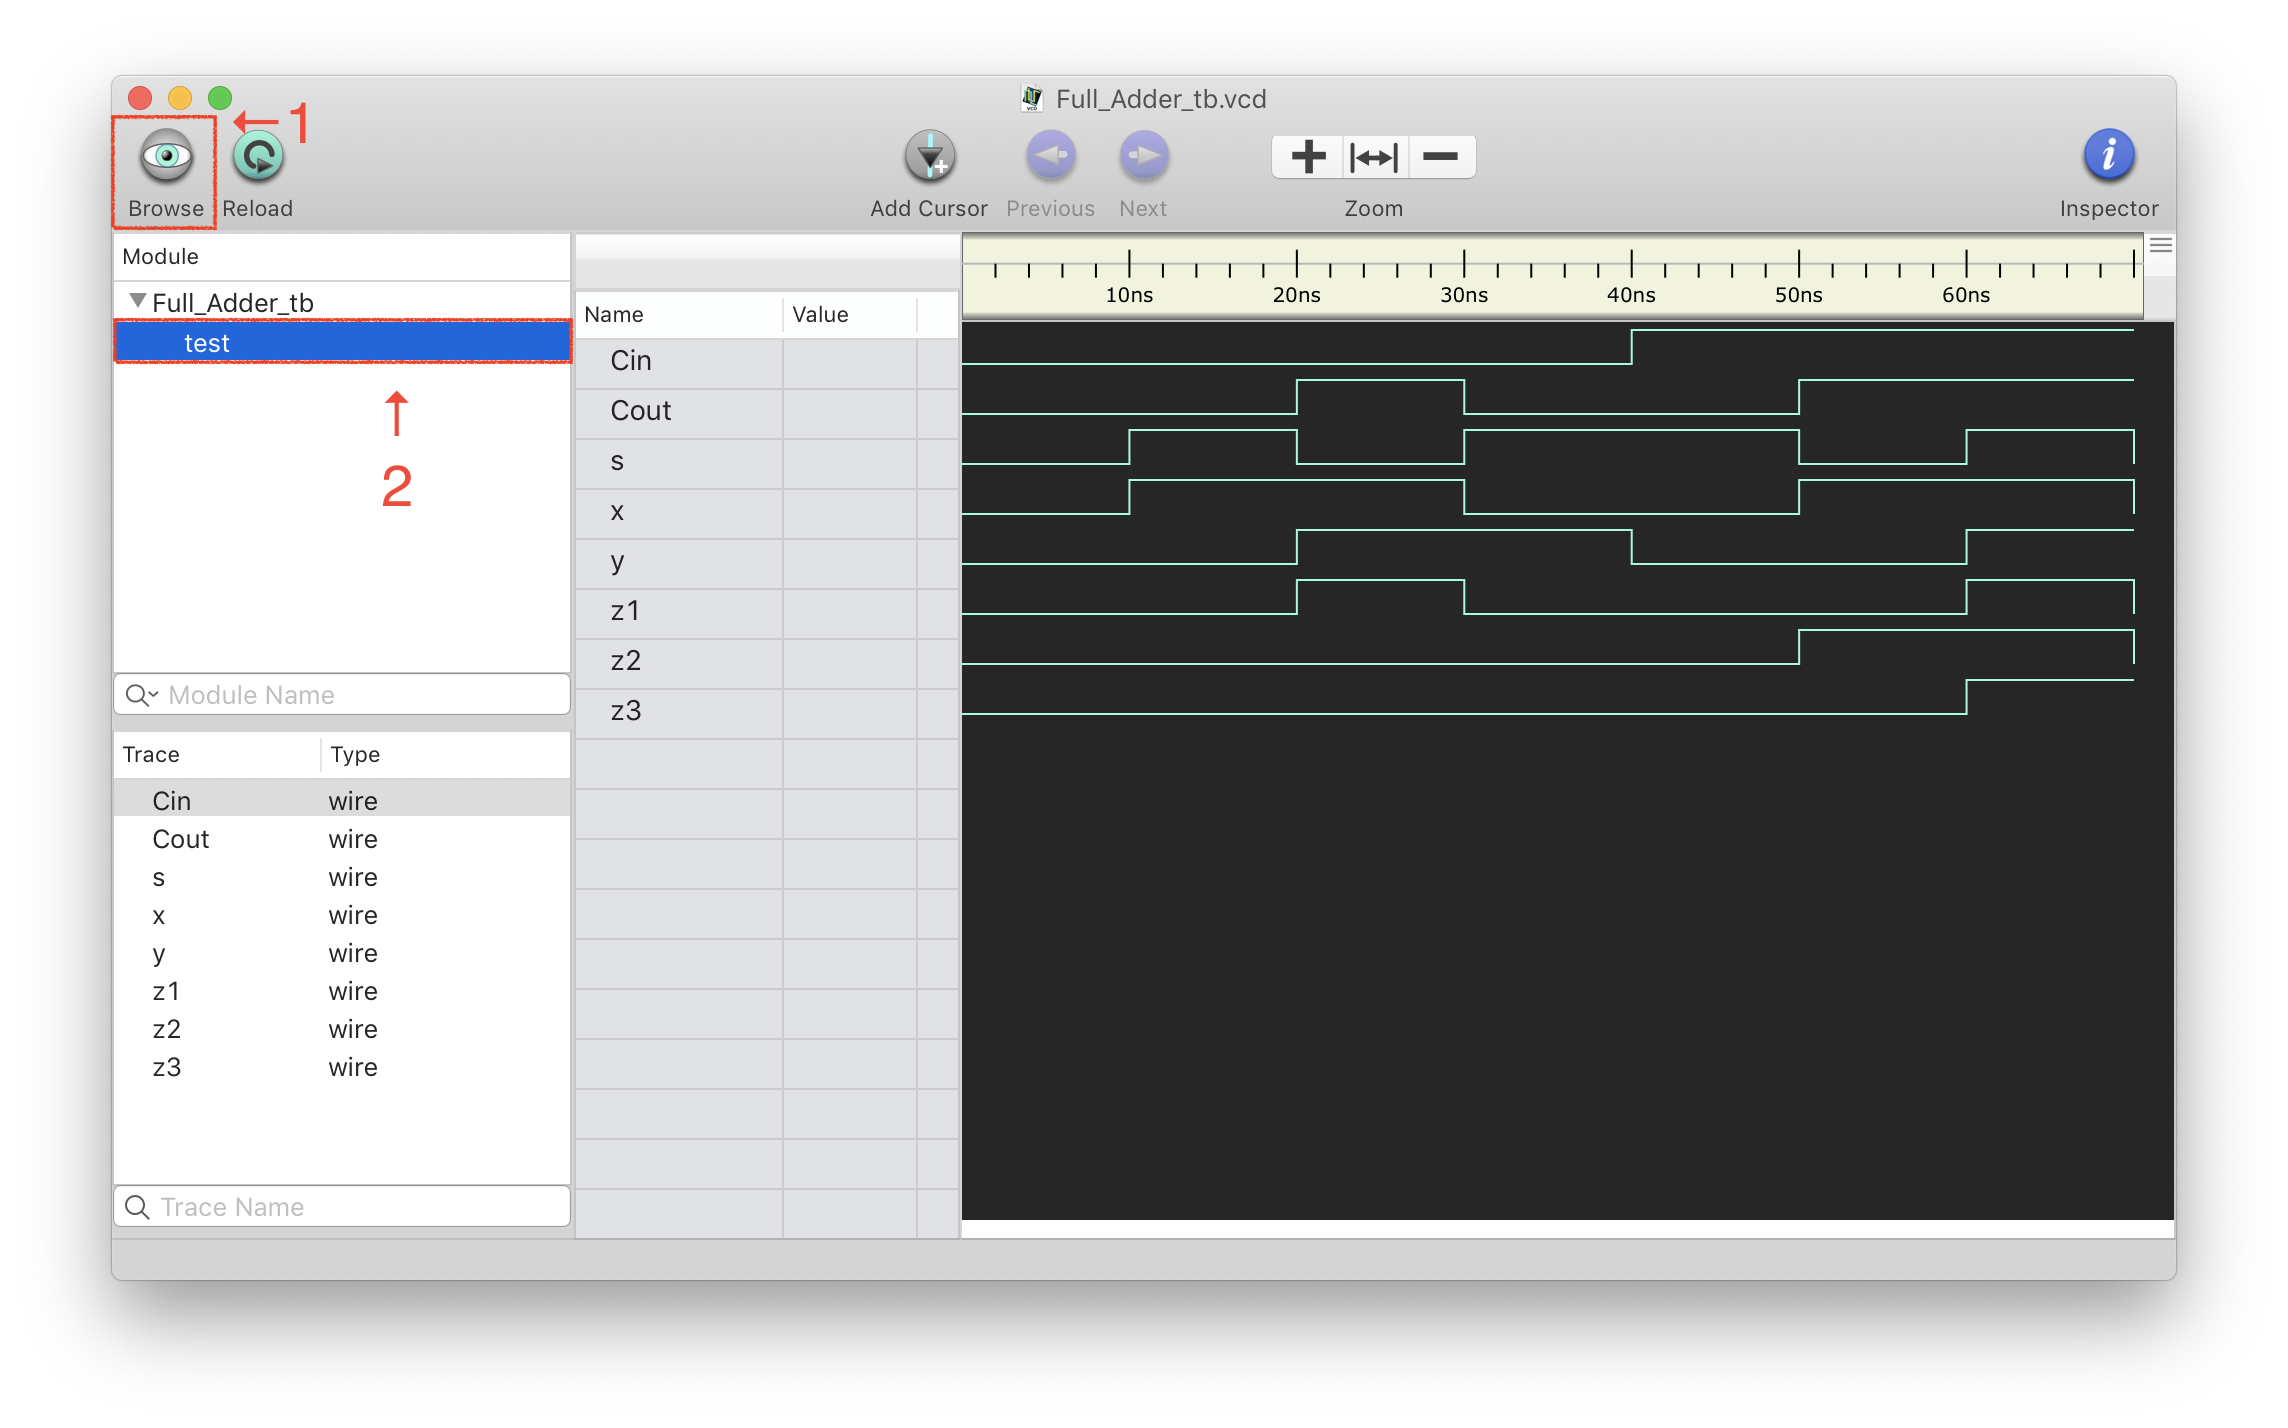 Full_Adder_tb.vcd
←1
Browse
Reload
Add Cursor
Previous
Next
Zoom
Inspector
Module
Full_Adder_tb
test
↑
2
Module Name
Trace Type
Cin wire
Cout wire
s wire
x wire
y wire
z1 wire
z2 wire
z3 wire
Trace Name
Name Value
Cin
Cout
s
x
y
z1
z2
z3
10ns 20ns 30ns 40ns 50ns 60ns